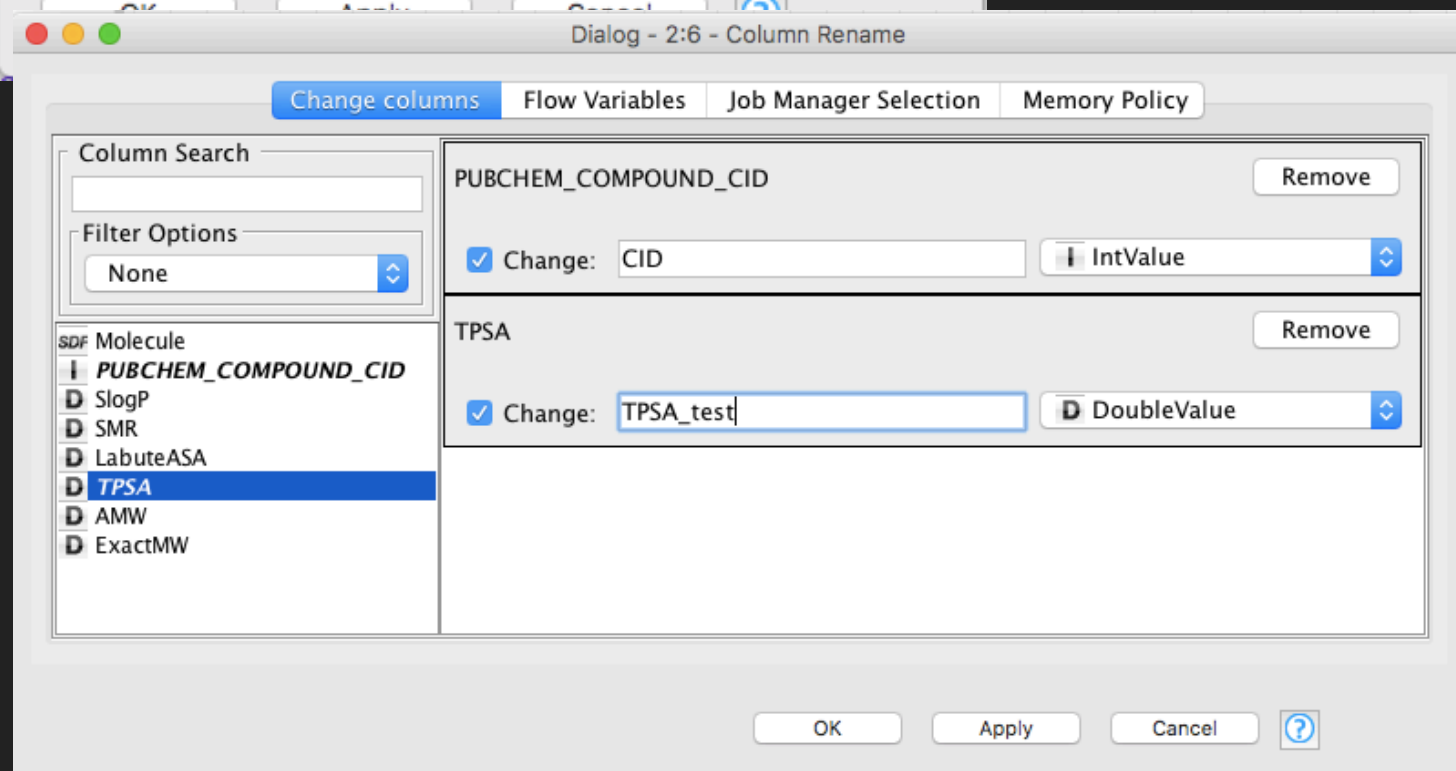 Dialog - 2:6 - Column Rename
Change columns Flow Variables Job Manager Selection Memory Policy
Column Search
Filter Options
None
SDF Molecule
I PUBCHEM_COMPOUND_CID
D SlogP
D SMR
D LabuteASA
D TPSA
D AMW
D ExactMW
PUBCHEM_COMPOUND_CID Remove
Change: CID I IntValue
TPSA Remove
Change: TPSA_test D DoubleValue
OK Apply Cancel ?